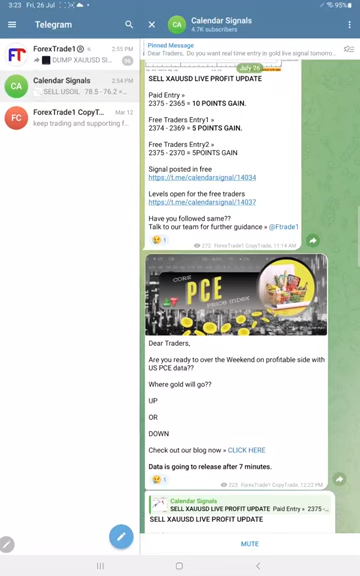 3:23 Fri, 26 Jul
95%
Telegram
ForexTrade1
2:55 PM
DUMP XAUUSD SI...
Calendar Signals
2:54 PM
SELL USOIL 78.5 - 76.2 =...
ForexTrade1 CopyT...
Mar 12
keep trading and supporting f...
CA
FC
Calendar Signals
4.7K subscribers
Pinned Message
Dear Traders, Do you want real time entry in gold live signal tomorro...
July 26
SELL XAUUSD LIVE PROFIT UPDATE
Paid Entry »
2375 - 2365 = 10 POINTS GAIN.
Free Traders Entry1 »
2374 - 2369 = 5 POINTS GAIN.
Free Traders Entry2 »
2375 - 2370 = 5POINTS GAIN
Signal posted in free
https://t.me/calendarsignal/14034
Levels open for the free traders
https://t.me/calendarsignal/14037
Have you followed same??
Talk to our team for further guidance » @Ftrade1
1
272 ForexTrade1 CopyTrade, 11:14 AM
CORE
PCE
PRICE INDEX
Dear Traders,
Are you ready to over the Weekend on profitable side with
US PCE data??
Where gold will go??
UP
OR
DOWN
Check out our blog now » CLICK HERE
Data is going to release after 7 minutes.
223 ForexTrade1 CopyTrade, 12:22 PM
Calendar Signals
SELL XAUUSD LIVE PROFIT UPDATE Paid Entry » 2375 -...
SELL XAUUSD LIVE PROFIT UPDATE
MUTE